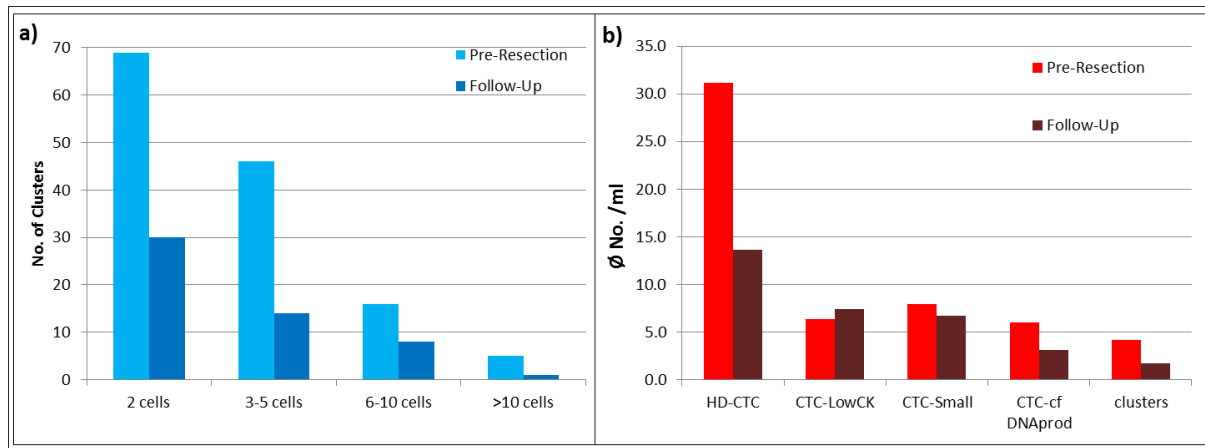 a)
70
60
50
40
30
20
10
0
No. of Clusters
Pre-Resection
Follow-Up
2 cells
3-5 cells
6-10 cells
>10 cells
b)
35.0
30.0
25.0
20.0
15.0
10.0
5.0
0.0
Ø No. /ml
Pre-Resection
Follow-Up
HD-CTC
CTC-LowCK
CTC-Small
CTC-cf
DNAprod
clusters